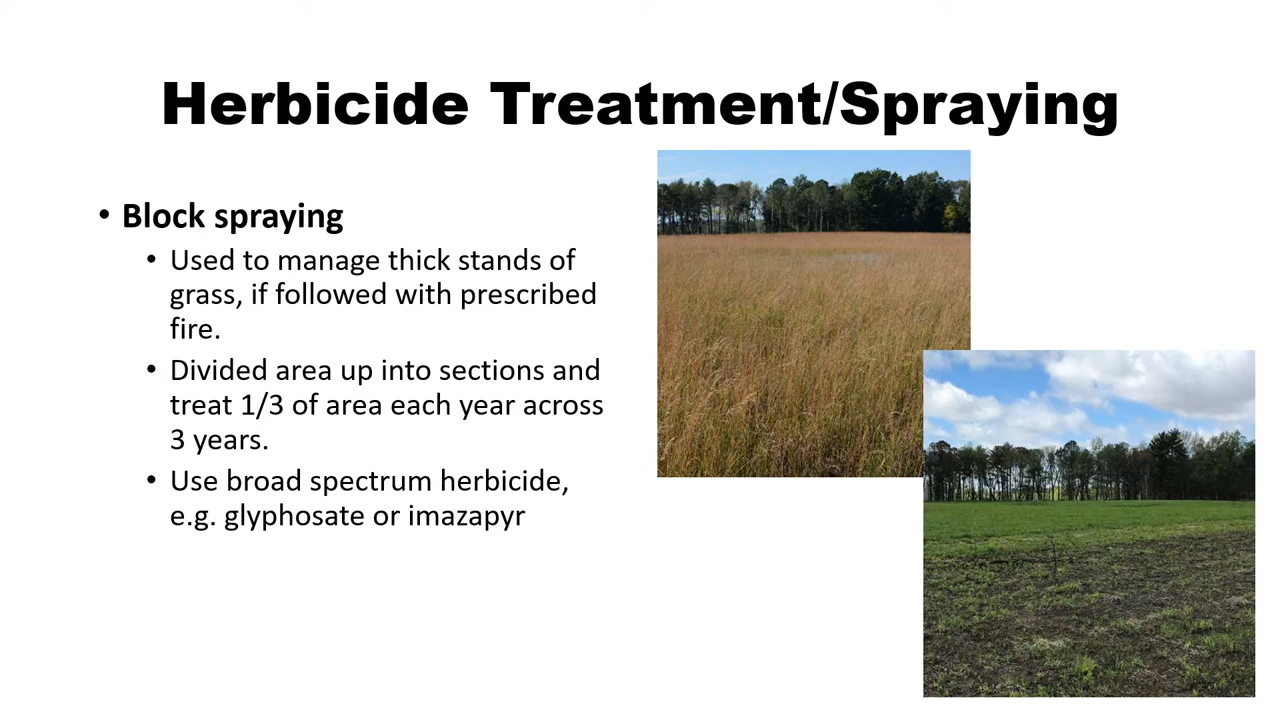 Herbicide Treatment/Spraying
• Block spraying
• Used to manage thick stands of
grass, if followed with prescribed
fire.
• Divided area up into sections and
treat 1/3 of area each year across
3 years.
• Use broad spectrum herbicide,
e.g. glyphosate or imazapyr